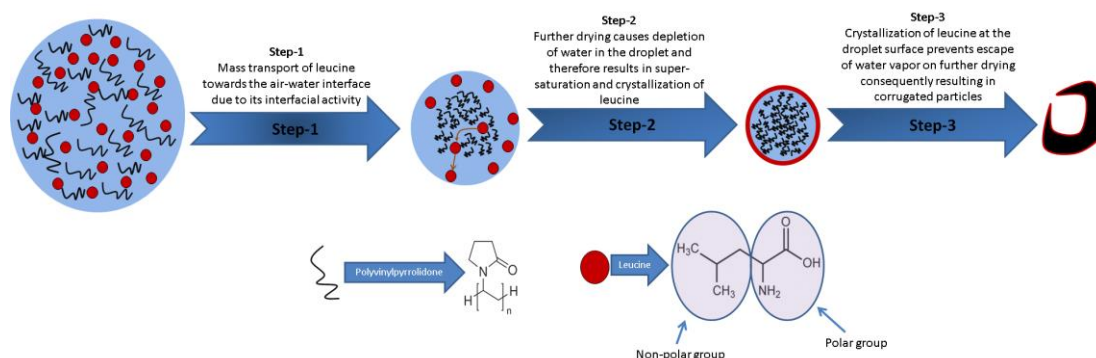 Step-1
Mass transport of leucine
towards the air-water interface
due to its interfacial activity
Step-1
Step-2
Further drying causes depletion
of water in the droplet and
therefore results in super-
saturation and crystallization of
leucine
Step-2
Step-3
Crystallization of leucine at the
droplet surface prevents escape
of water vapor on further drying
consequently resulting in
corrugated particles
Step-3
Polyvinylpyrrolidone
N
O
H
H
n
Leucine
H₃C
CH₃
O
OH
NH₂
Non-polar group
Polar group